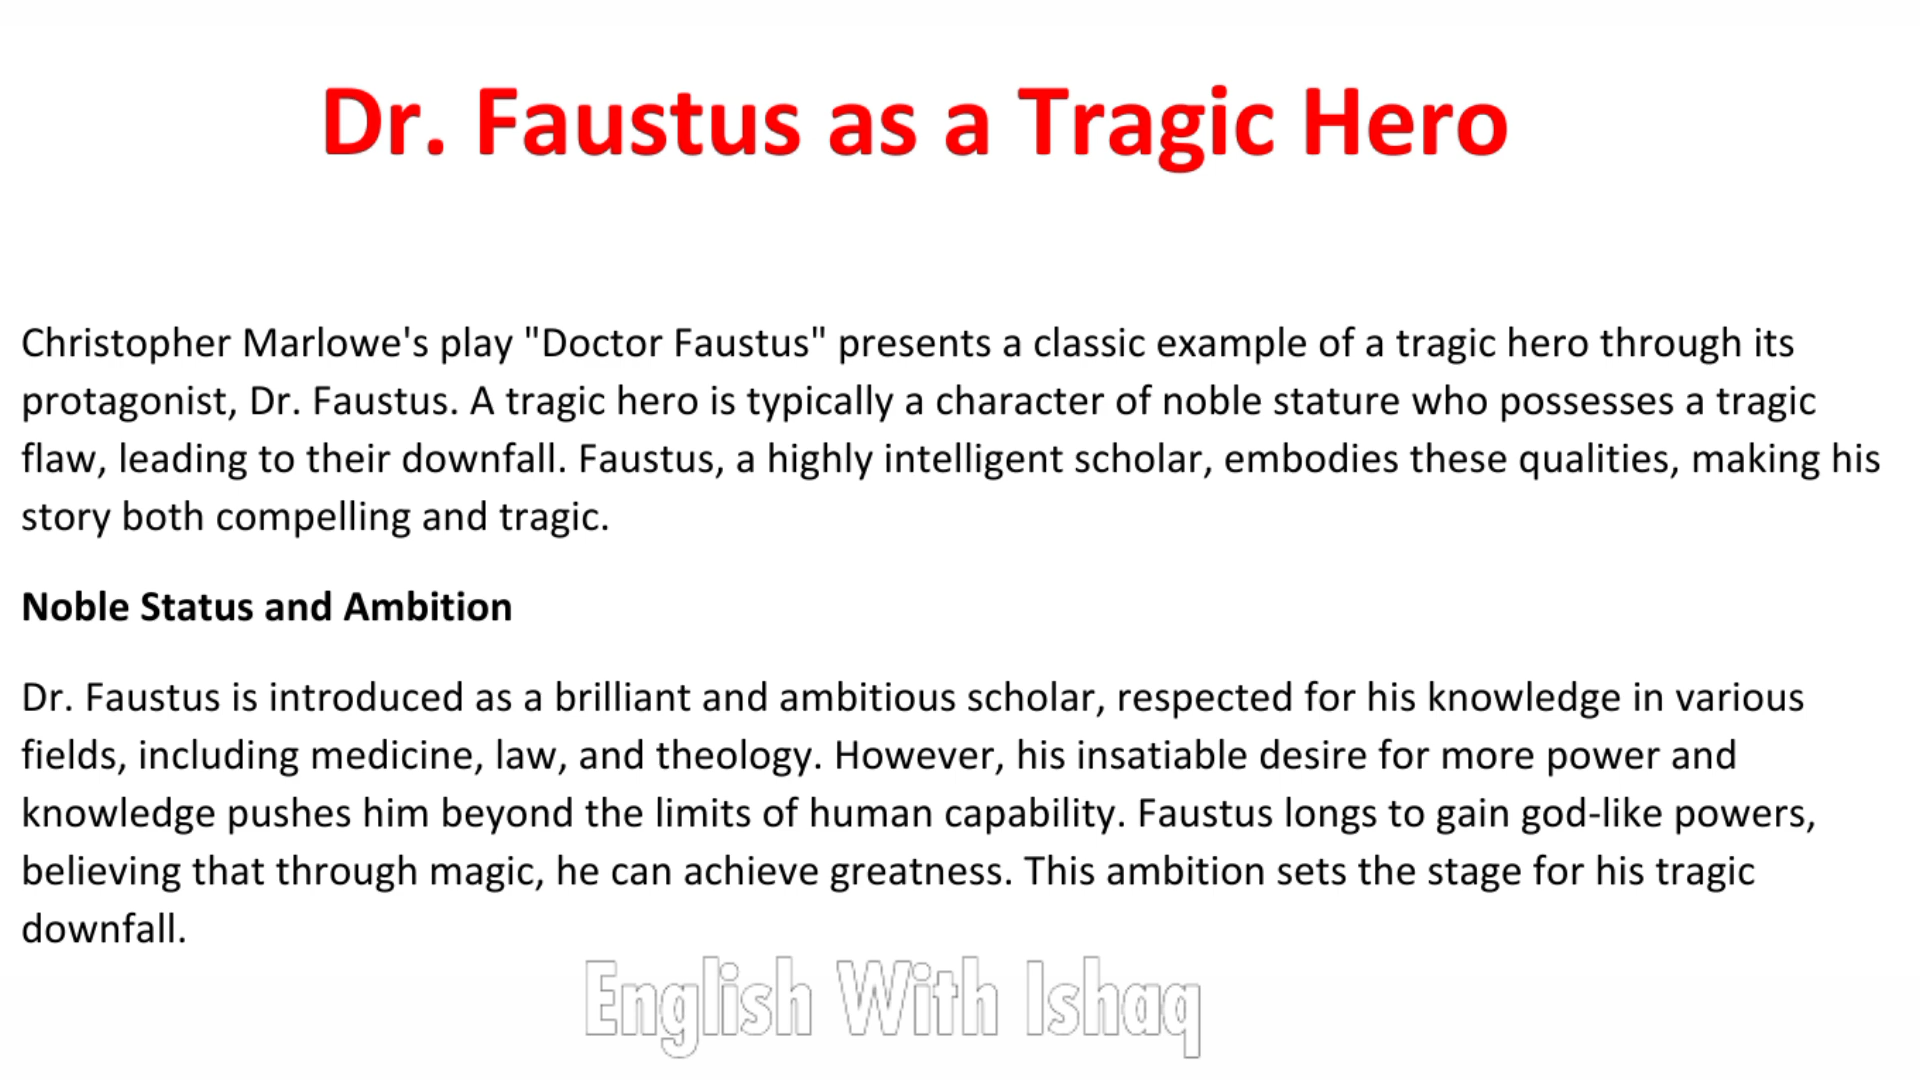 Dr. Faustus as a Tragic Hero
Christopher Marlowe's play "Doctor Faustus" presents a classic example of a tragic hero through its
protagonist, Dr. Faustus. A tragic hero is typically a character of noble stature who possesses a tragic
flaw, leading to their downfall. Faustus, a highly intelligent scholar, embodies these qualities, making his
story both compelling and tragic.
Noble Status and Ambition
Dr. Faustus is introduced as a brilliant and ambitious scholar, respected for his knowledge in various
fields, including medicine, law, and theology. However, his insatiable desire for more power and
knowledge pushes him beyond the limits of human capability. Faustus longs to gain god-like powers,
believing that through magic, he can achieve greatness. This ambition sets the stage for his tragic
downfall.
English With Ishaq